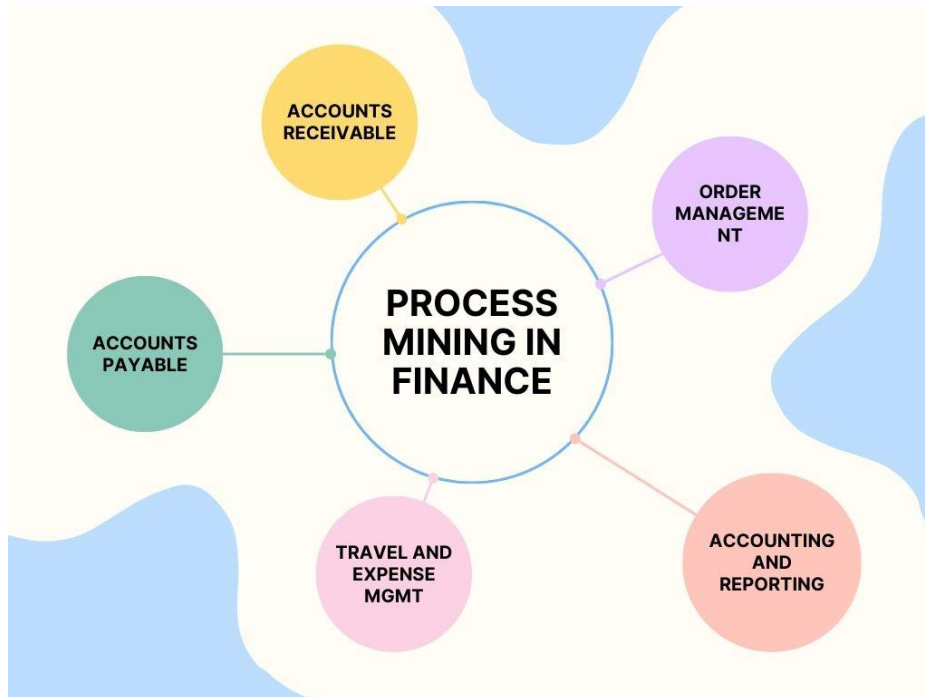 ACCOUNTS
RECEIVABLE
ORDER
MANAGEME
NT
PROCESS
MINING IN
FINANCE
ACCOUNTS
PAYABLE
TRAVEL AND
EXPENSE
MGMT
ACCOUNTING
AND
REPORTING